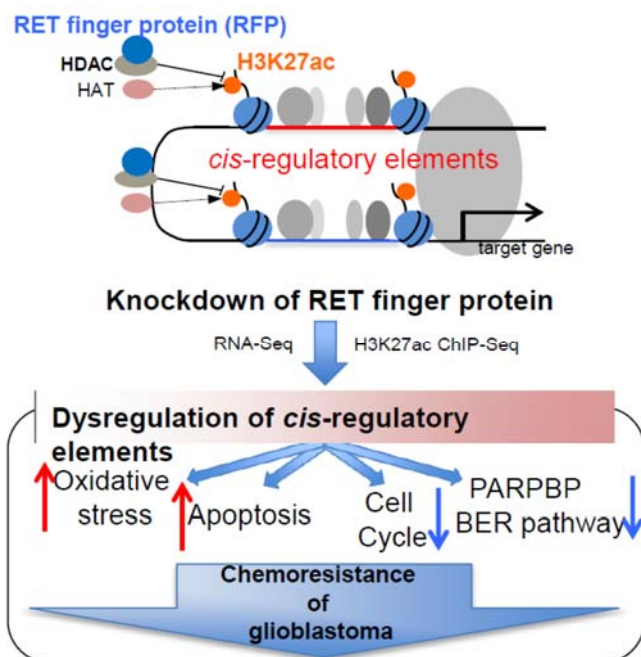 RET finger protein (RFP)
HDAC
H3K27ac
HAT
cis-regulatory elements
target gene
Knockdown of RET finger protein
RNA-Seq H3K27ac ChIP-Seq
Dysregulation of cis-regulatory
elements
Oxidative
stress
Apoptosis
Cell
Cycle
PARPBP
BER pathway
Chemoresistance
of
glioblastoma